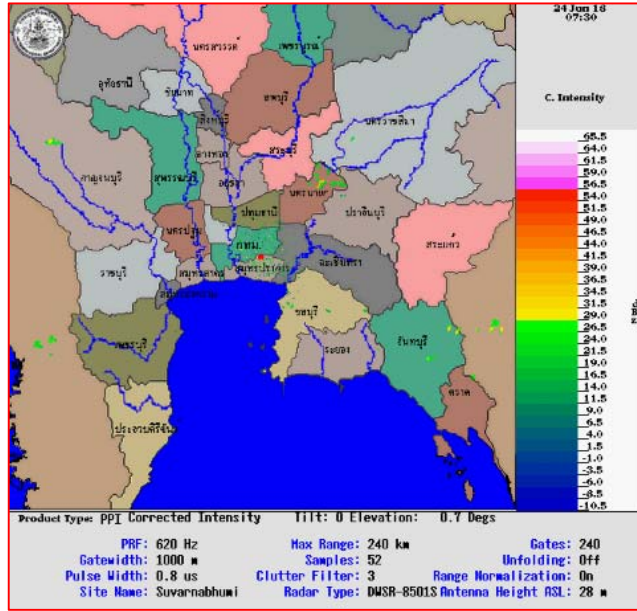 24 Jun 18
07:30
C. Intensity
65.5
64.0
61.5
59.0
56.5
54.0
51.5
49.0
46.5
44.0
41.5
39.0
36.5
34.0
31.5
29.0
26.5
24.0
21.5
19.0
16.5
14.0
11.5
9.0
6.5
4.0
1.5
-1.0
-3.5
-6.0
-8.5
-10.5
นครสวรรค์
เพชรบูรณ์
อุทัยธานี
ชัยนาท
ลพบุรี
สิงห์บุรี
นครราชสีมา
อ่างทอง
สระบุรี
กาญจนบุรี
สุพรรณบุรี
อยุธยา
นครนายก
ปราจีนบุรี
ปทุมธานี
นครปฐม
กทม.
สระแก้ว
ราชบุรี
สมุทรสาคร
สมุทรปราการ
ฉะเชิงเทรา
ชลบุรี
เพชรบุรี
ระยอง
จันทบุรี
ตราด
ประจวบคีรีขันธ์
Product Type: PPI Corrected Intensity Tilt: 0 Elevation: 0.7 Degs
PRF: 620 Hz Max Range: 240 km Gates: 240
Gatewidth: 1000 m Samples: 52 Unfolding: Off
Pulse Width: 0.8 us Clutter Filter: 3 Range Normalization: On
Site Name: Suvarnabhumi Radar Type: DWSR-8501S Antenna Height ASL: 28 m